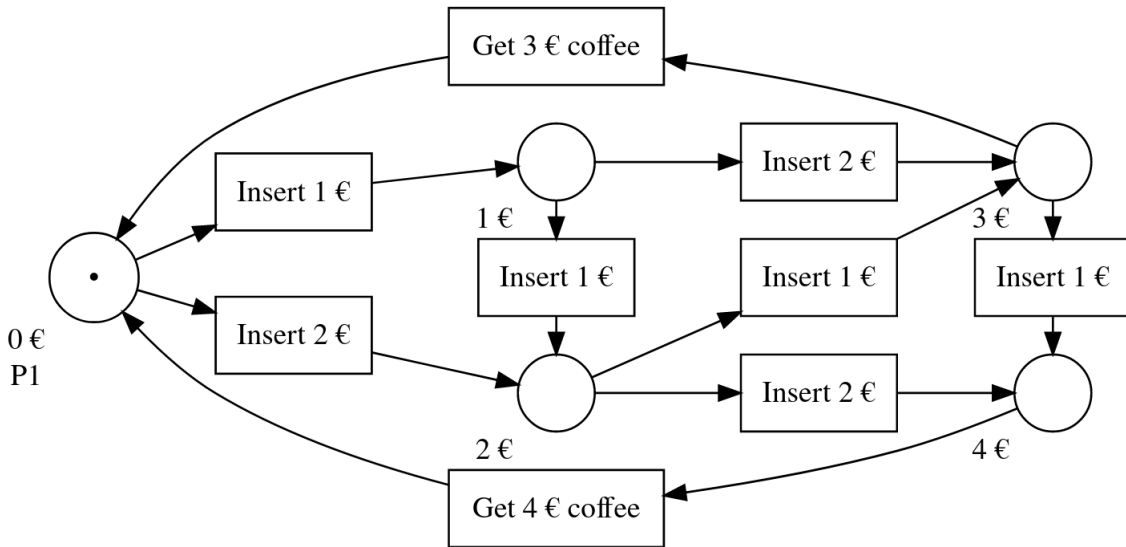 Get 3 € coffee
Insert 1 €
Insert 2 €
1 €
3 €
Insert 1 €
Insert 1 €
Insert 1 €
0 €
P1
Insert 2 €
Insert 2 €
2 €
4 €
Get 4 € coffee